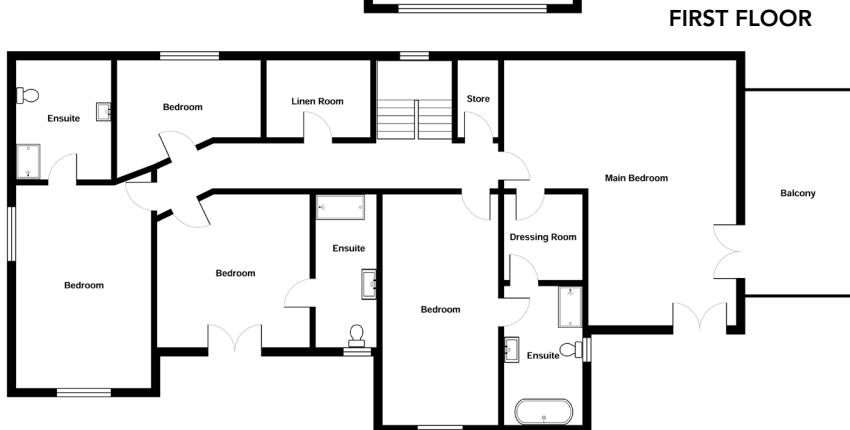 FIRST FLOOR
Ensuite
Bedroom
Linen Room
Store
Main Bedroom
Balcony
Dressing Room
Ensuite
Bedroom
Bedroom
Bedroom
Ensuite